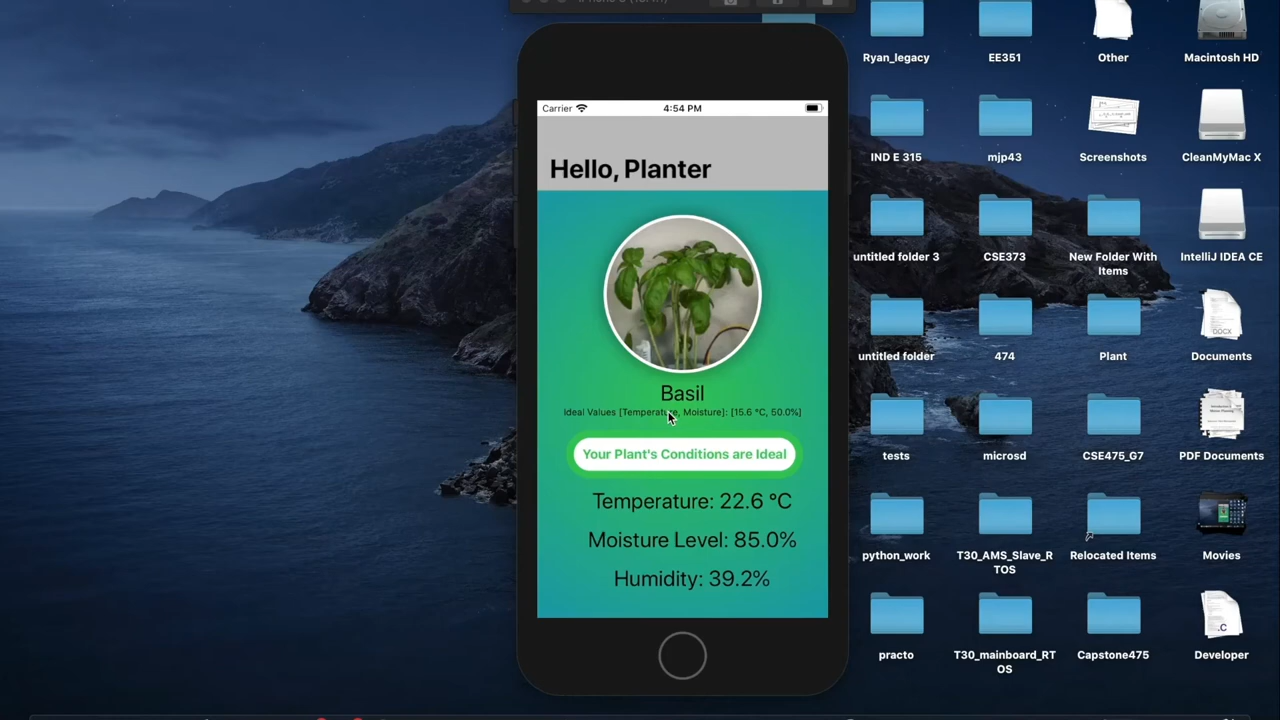 Carrier
4:54 PM
Hello, Planter
Basil
Ideal Values [Temperature, Moisture]: [15.6 °C, 50.0%]
Your Plant's Conditions are Ideal
Temperature: 22.6 °C
Moisture Level: 85.0%
Humidity: 39.2%
Ryan_legacy
EE351
Other
Macintosh HD
IND E 315
mjp43
Screenshots
CleanMyMac X
untitled folder 3
CSE373
New Folder With
Items
IntelliJ IDEA CE
untitled folder
474
Plant
DOCX
Documents
tests
microsd
CSE475_G7
PDF Documents
python_work
T30_AMS_Slave_R
TOS
Relocated Items
Movies
practo
T30_mainboard_RT
OS
Capstone475
.C
Developer